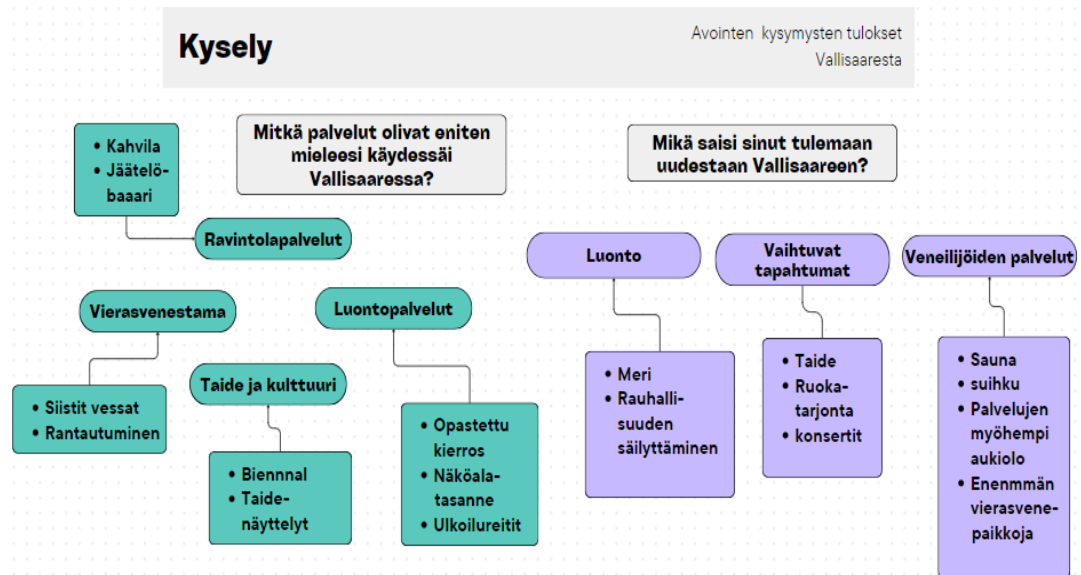 Kysely
Avointen kysymysten tulokset
Vallisaaresta
Mitkä palvelut olivat eniten
mieleesi käydessäi
Vallisaaressa?
• Kahvila
• Jäätelö-
baaari
Ravintolapalvelut
Vierasvenestama
• Siistit vessat
• Rantautuminen
Taide ja kulttuuri
• Biennnal
• Taide-
näyttelyt
Luontopalvelut
• Opastettu
kierros
• Näköala-
tasanne
• Ulkoilureitit
Mikä saisi sinut tulemaan
uudestaan Vallisaareen?
Luonto
• Meri
• Rauhalli-
suuden
säilyttäminen
Vaihtuvat
tapahtumat
• Taide
• Ruoka-
tarjonta
• konsertit
Veneilijöiden palvelut
• Sauna
• suihku
• Palvelujen
myöhempi
aukiolo
• Enenmmän
vierasvene-
paikkoja